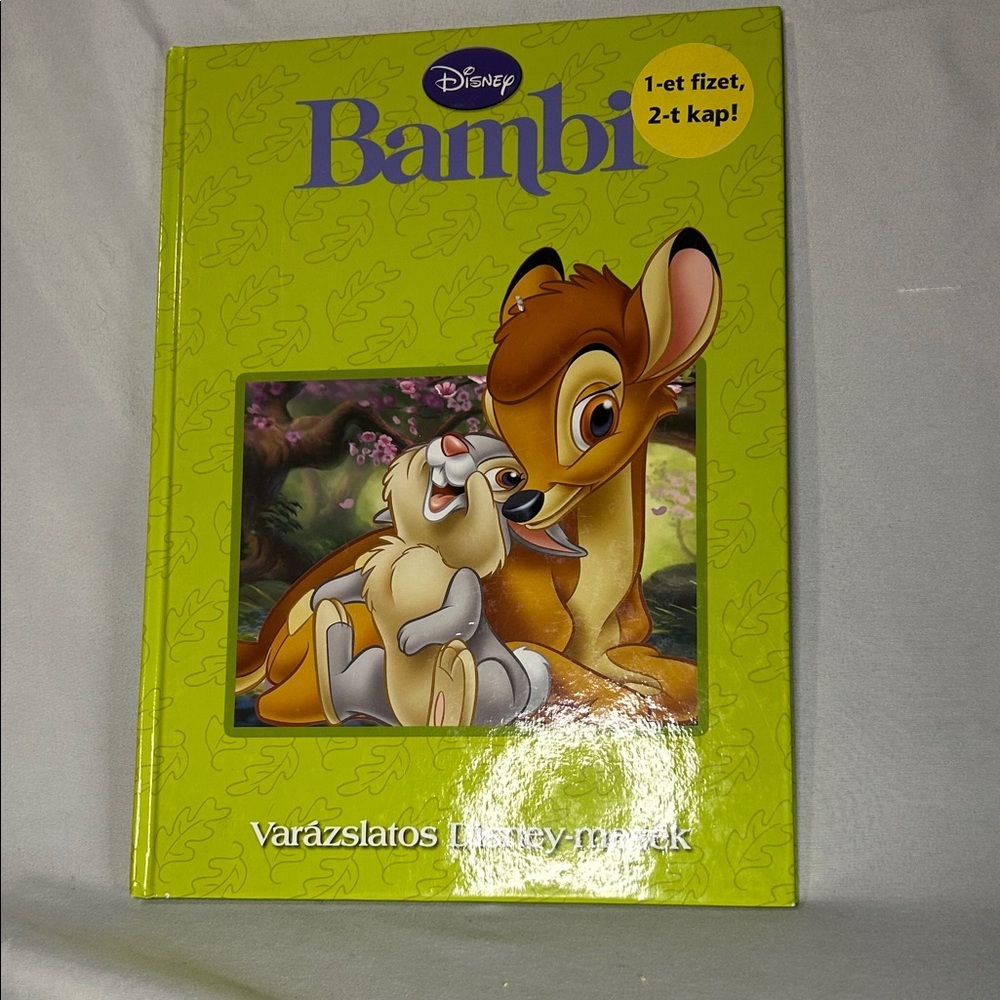 Disney
Bambi
1-et fizet,
2-t kap!
Varázslatos Disney-mesék